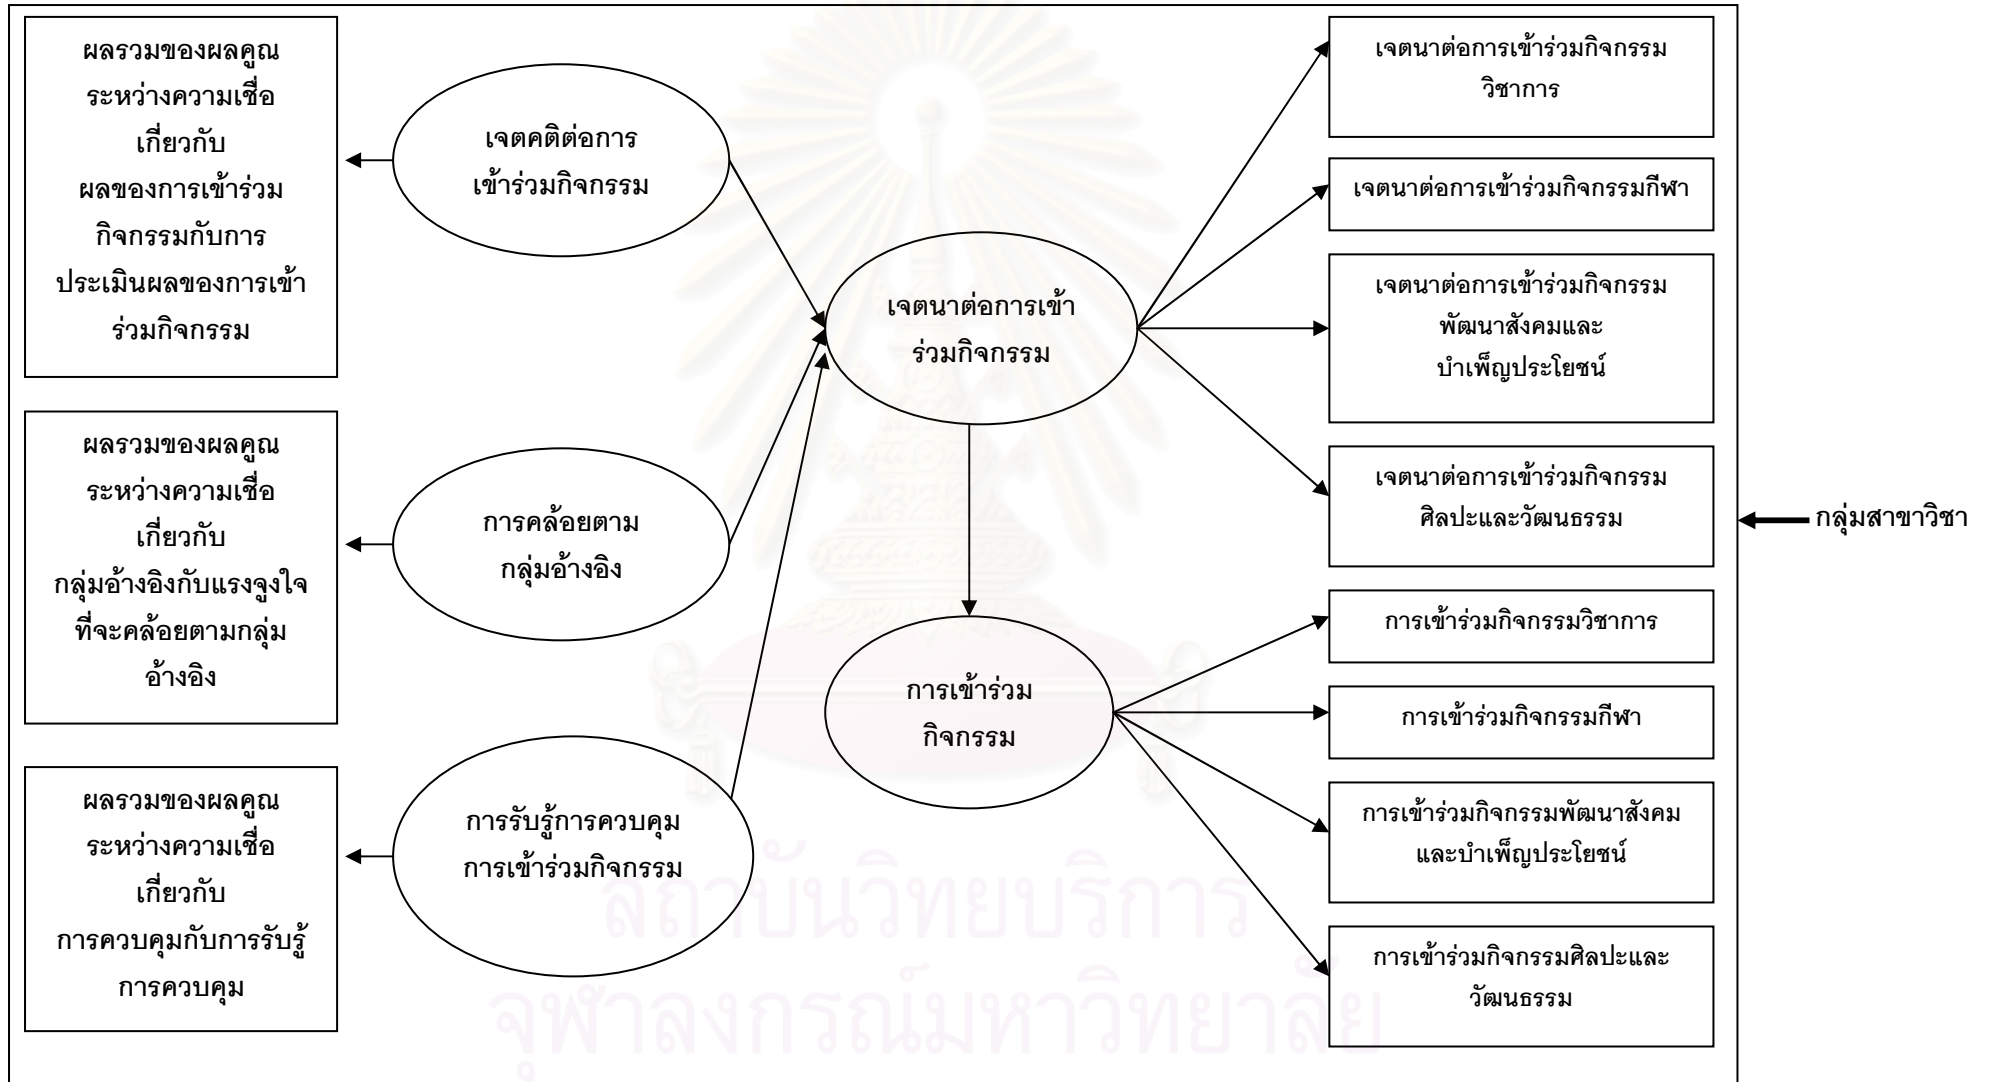 ผลรวมของผลคูณ
ระหว่างความเชื่อ
เกี่ยวกับ
ผลของการเข้าร่วม
กิจกรรมกับการ
ประเมินผลของการเข้า
ร่วมกิจกรรม
ผลรวมของผลคูณ
ระหว่างความเชื่อ
เกี่ยวกับ
กลุ่มอ้างอิงกับแรงจูงใจ
ที่จะคล้อยตามกลุ่ม
อ้างอิง
ผลรวมของผลคูณ
ระหว่างความเชื่อ
เกี่ยวกับ
การควบคุมกับการรับรู้
การควบคุม
เจตคติต่อการ
เข้าร่วมกิจกรรม
การคล้อยตาม
กลุ่มอ้างอิง
การรับรู้การควบคุม
การเข้าร่วมกิจกรรม
เจตนาต่อการเข้า
ร่วมกิจกรรม
การเข้าร่วม
กิจกรรม
เจตนาต่อการเข้าร่วมกิจกรรม
วิชาการ
เจตนาต่อการเข้าร่วมกิจกรรมกีฬา
เจตนาต่อการเข้าร่วมกิจกรรม
พัฒนาสังคมและ
บำเพ็ญประโยชน์
เจตนาต่อการเข้าร่วมกิจกรรม
ศิลปะและวัฒนธรรม
การเข้าร่วมกิจกรรมวิชาการ
การเข้าร่วมกิจกรรมกีฬา
การเข้าร่วมกิจกรรมพัฒนาสังคม
และบำเพ็ญประโยชน์
การเข้าร่วมกิจกรรมศิลปะและ
วัฒนธรรม
กลุ่มสาขาวิชา
สถาบันวิทยบริการ
จุฬาลงกรณ์มหาวิทยาลัย